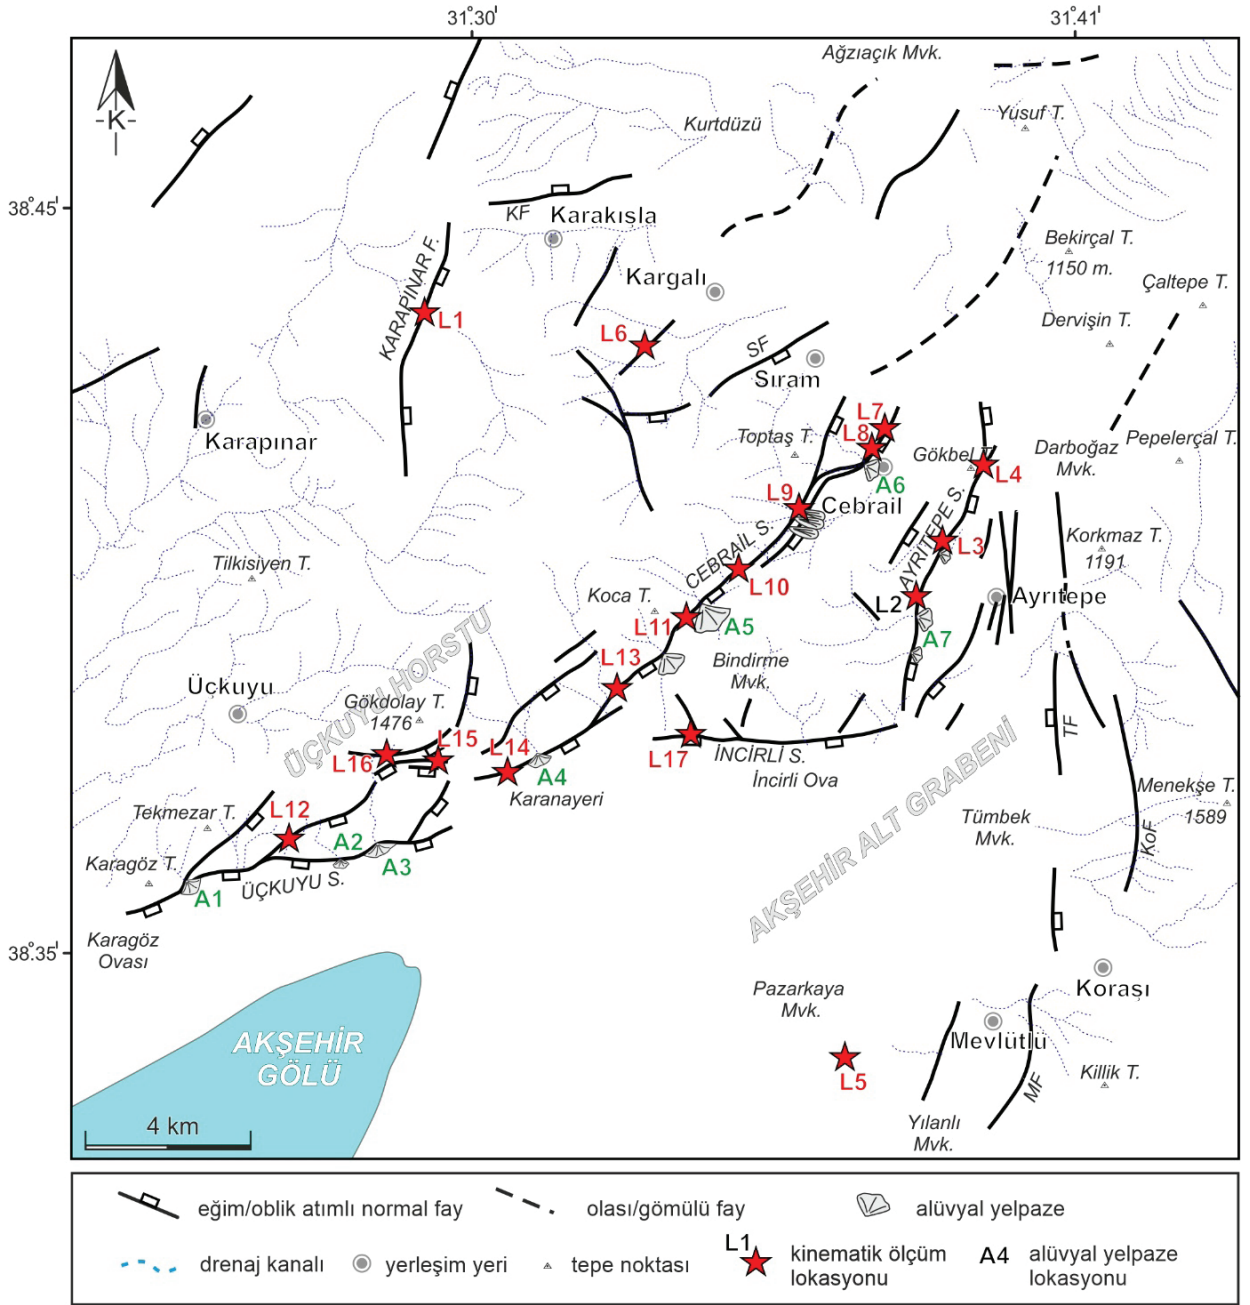 31°30'
31°41'
Ağzıaçık Mvk.
-K-
Yusuf T.
Kurtdüzü
38°45'
KF
Karakışla
Bekirçal T.
1150 m.
KARAPINAR F.
Kargalı
Çaltepe T.
L1
Dervişin T.
L6
SF
Sıram
L7
Karapınar
Toptaş T.
L8
Gökbel T.
Darboğaz
Mvk.
Pepelerçal T.
L4
A6
L9
Cebrail
AYRITEPE S.
CEBRAİL S.
L3
Korkmaz T.
1191
Tilkisiyen T.
L10
Koca T.
L2
Ayrıtepe
L11
A5
A7
ÜÇKUYU HORSTU
L13
Bindirme
Mvk.
Üçkuyu
Gökdolay T.
1476
L15
L14
L16
L17
İNCİRLİ S.
TF
A4
İncirli Ova
Karanayeri
AKŞEHİR ALT GRABENİ
Menekşe T.
1589
Tekmezar T.
L12
Tümbek
Mvk.
KoF
A2
A3
Karagöz T.
ÜÇKUYU S.
A1
Karagöz
Ovası
38°35'
Pazarkaya
Mvk.
Koraşı
AKŞEHİR
GÖLÜ
Mevlütlü
L5
Killik T.
MF
4 km
Yılanlı
Mvk.
eğim/oblik atımlı normal fay
olası/gömülü fay
alüvyal yelpaze
drenaj kanalı
yerleşim yeri
tepe noktası
L1
kinematik ölçüm
lokasyonu
A4
alüvyal yelpaze
lokasyonu